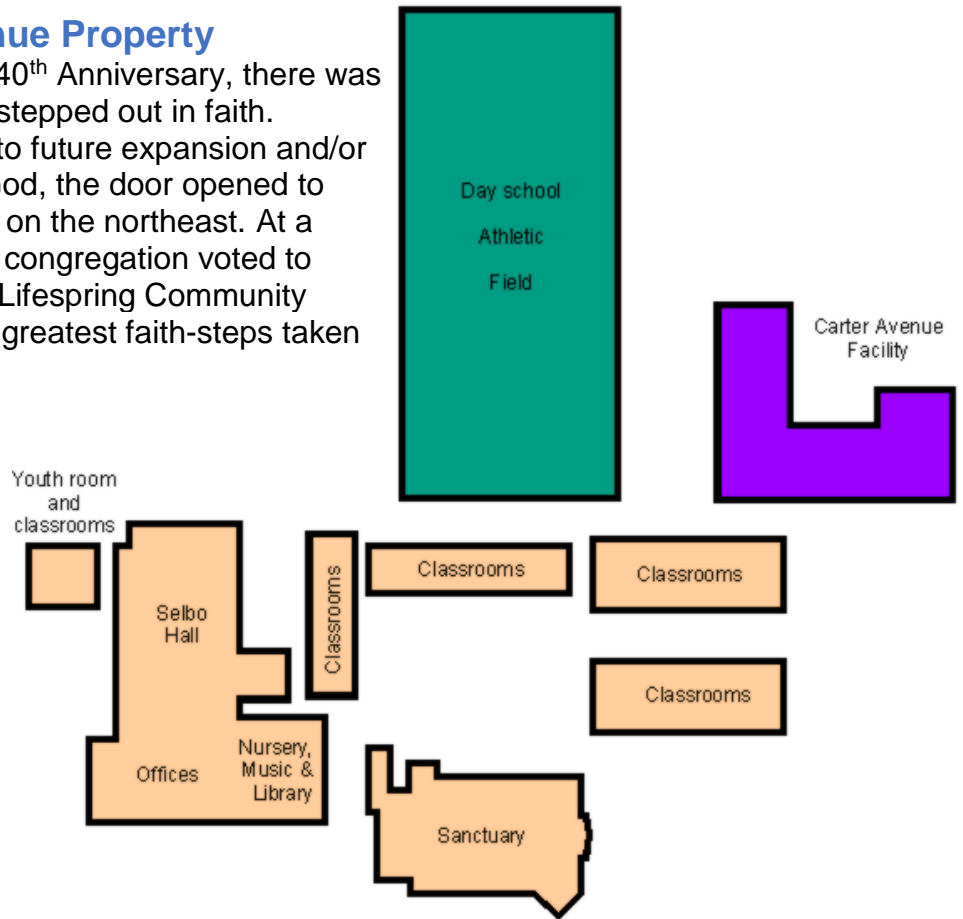 nue Property
40th Anniversary, there was
stepped out in faith.
to future expansion and/or
God, the door opened to
on the northeast. At a
congregation voted to
Lifespring Community
greatest faith-steps taken
Day school
Athletic
Field
Carter Avenue
Facility
Youth room
and
classrooms
Selbo
Hall
Classrooms
Classrooms
Classrooms
Classrooms
Offices
Nursery,
Music &
Library
Sanctuary